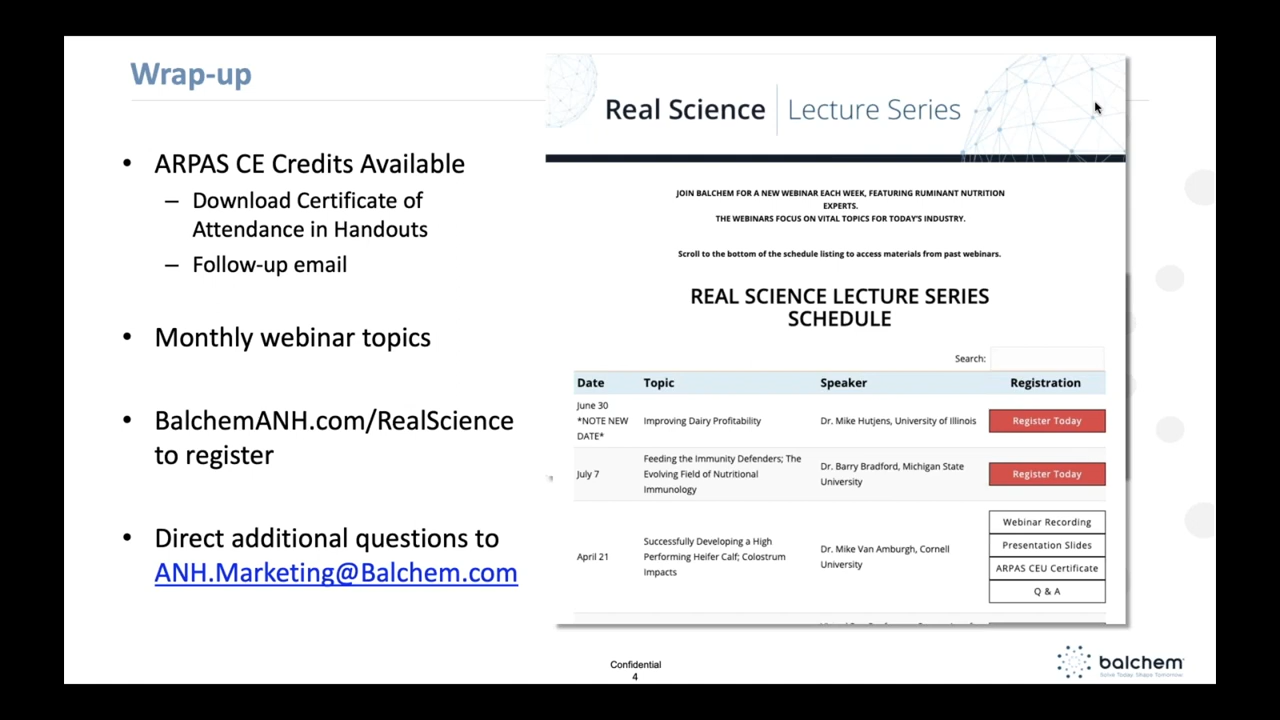 Wrap-up
• ARPAS CE Credits Available
– Download Certificate of
Attendance in Handouts
– Follow-up email
• Monthly webinar topics
• BalchemANH.com/RealScience
to register
• Direct additional questions to
ANH.Marketing@Balchem.com
Real Science | Lecture Series
JOIN BALCHEM FOR A NEW WEBINAR EACH WEEK, FEATURING RUMINANT NUTRITION
EXPERTS.
THE WEBINARS FOCUS ON VITAL TOPICS FOR TODAY'S INDUSTRY.
Scroll to the bottom of the schedule listing to access materials from past webinars.
REAL SCIENCE LECTURE SERIES
SCHEDULE
Search:
Date Topic Speaker Registration
June 30
*NOTE NEW
DATE*
Improving Dairy Profitability
Dr. Mike Hutjens, University of Illinois
Register Today
July 7
Feeding the Immunity Defenders; The
Evolving Field of Nutritional
Immunology
Dr. Barry Bradford, Michigan State
University
Register Today
April 21
Successfully Developing a High
Performing Heifer Calf; Colostrum
Impacts
Dr. Mike Van Amburgh, Cornell
University
Webinar Recording
Presentation Slides
ARPAS CEU Certificate
Q & A
Confidential
4
balchem
Solve Today Shape Tomorrow